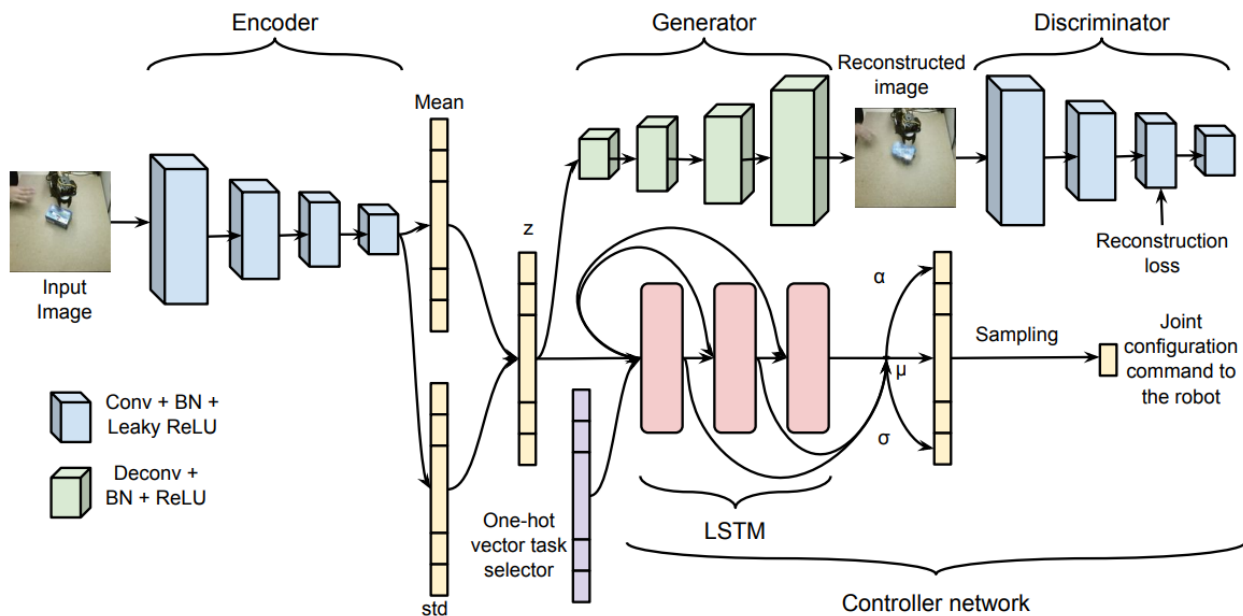 Encoder
Generator
Discriminator
Mean
Reconstructed
image
z
Input
Image
Reconstruction
loss
α
μ
σ
Sampling
Joint
configuration
command to
the robot
Conv + BN +
Leaky ReLU
Deconv +
BN + ReLU
One-hot
vector task
selector
LSTM
std
Controller network